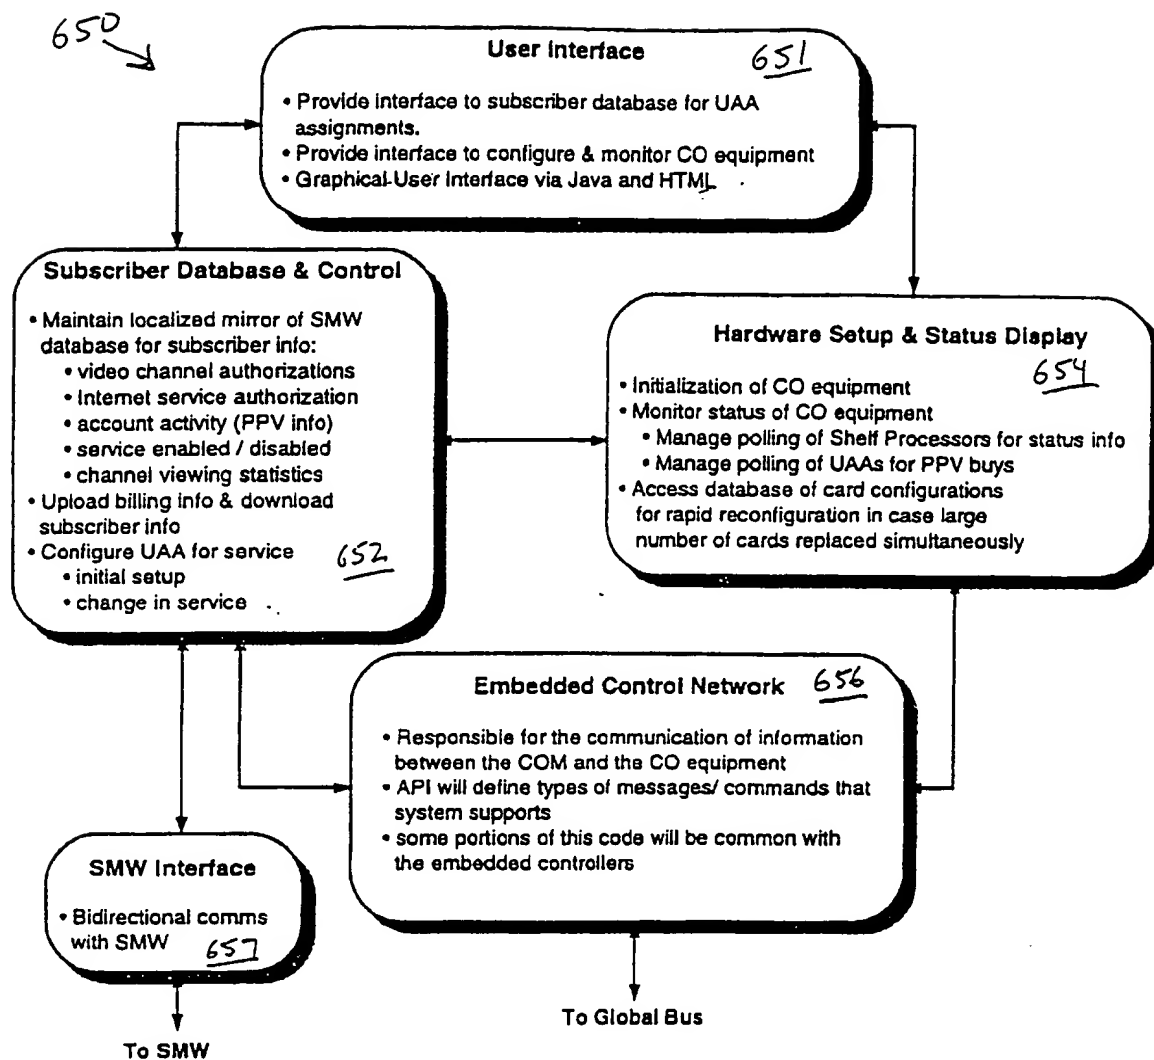 650
User Interface
651
• Provide interface to subscriber database for UAA
assignments.
• Provide interface to configure & monitor CO equipment
• Graphical-User Interface via Java and HTML
Subscriber Database & Control
• Maintain localized mirror of SMW
database for subscriber info:
• video channel authorizations
• Internet service authorization
• account activity (PPV info)
• service enabled / disabled
• channel viewing statistics
• Upload billing info & download
subscriber info
• Configure UAA for service
652
• initial setup
• change in service
Hardware Setup & Status Display
654
• Initialization of CO equipment
• Monitor status of CO equipment
• Manage polling of Shelf Processors for status info
• Manage polling of UAAs for PPV buys
• Access database of card configurations
for rapid reconfiguration in case large
number of cards replaced simultaneously
Embedded Control Network
656
• Responsible for the communication of information
between the COM and the CO equipment
• API will define types of messages/ commands that
system supports
• some portions of this code will be common with
the embedded controllers
SMW Interface
• Bidirectional comms
with SMW
657
To Global Bus
To SMW